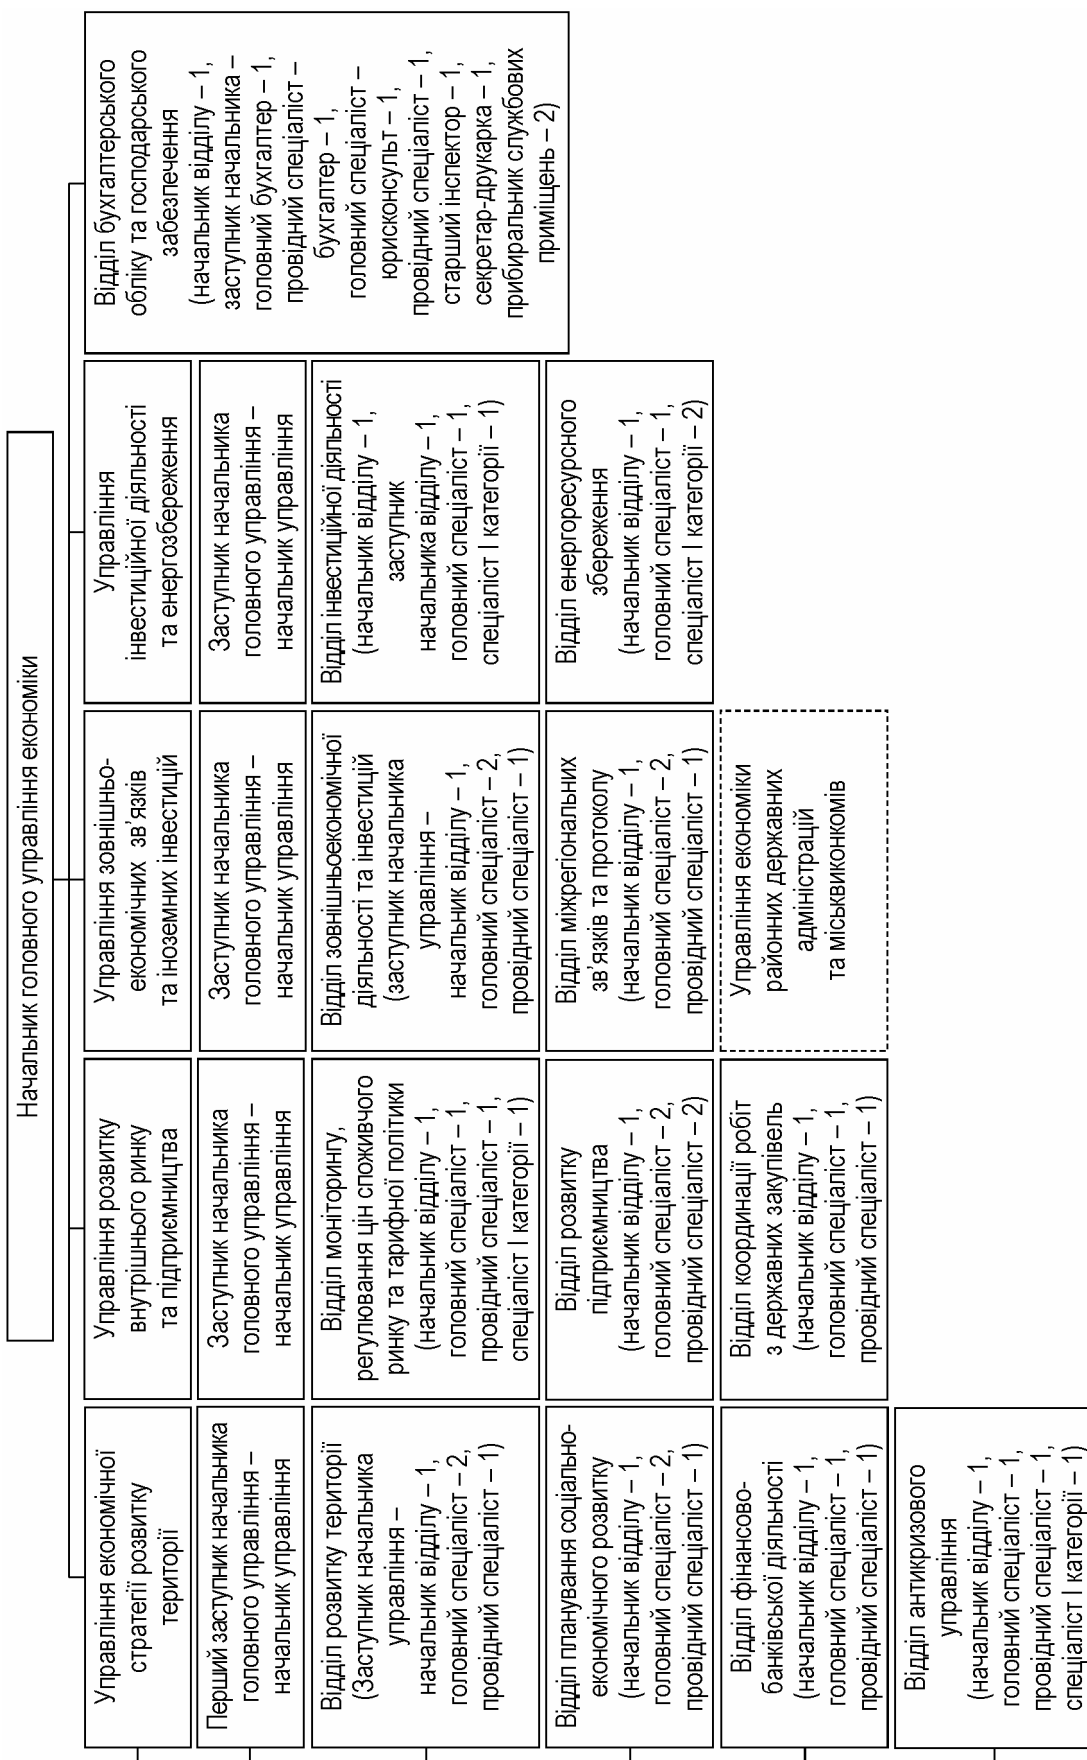 Начальник головного управління економіки
Управління економічної
стратегії розвитку
території
Перший заступник начальника
головного управління –
начальник управління
Відділ розвитку території
(Заступник начальника
управління –
начальник відділу – 1,
головний спеціаліст – 2,
провідний спеціаліст – 1)
Відділ планування соціально-
економічного розвитку
(начальник відділу – 1,
головний спеціаліст – 2,
провідний спеціаліст – 1)
Відділ фінансово-
банківської діяльності
(начальник відділу – 1,
головний спеціаліст – 1,
провідний спеціаліст – 1)
Відділ антикризового
управління
(начальник відділу – 1,
головний спеціаліст – 1,
провідний спеціаліст – 1,
спеціаліст І категорії – 1)
Управління розвитку
внутрішнього ринку
та підприємництва
Заступник начальника
головного управління –
начальник управління
Відділ моніторингу,
регулювання цін споживчого
ринку та тарифної політики
(начальник відділу – 1,
головний спеціаліст – 1,
провідний спеціаліст – 1,
спеціаліст І категорії – 1)
Відділ розвитку
підприємництва
(начальник відділу – 1,
головний спеціаліст – 2,
провідний спеціаліст – 2)
Відділ координації робіт
з державних закупівель
(начальник відділу – 1,
головний спеціаліст – 1,
провідний спеціаліст – 1)
Управління зовнішньо-
економічних зв’язків
та іноземних інвестицій
Заступник начальника
головного управління –
начальник управління
Відділ зовнішньоекономічної
діяльності та інвестицій
(заступник начальника
управління –
начальник відділу – 1,
головний спеціаліст – 2,
провідний спеціаліст – 1)
Відділ міжрегіональних
зв’язків та протоколу
(начальник відділу – 1,
головний спеціаліст – 2,
провідний спеціаліст – 1)
Управління економіки
районних державних
адміністрацій
та міськвиконкомів
Управління
інвестиційної діяльності
та енергозбереження
Заступник начальника
головного управління –
начальник управління
Відділ інвестиційної діяльності
(начальник відділу – 1,
заступник
начальника відділу – 1,
головний спеціаліст – 1,
спеціаліст І категорії – 1)
Відділ енергоресурсного
збереження
(начальник відділу – 1,
головний спеціаліст – 1,
спеціаліст І категорії – 2)
Відділ бухгалтерського
обліку та господарського
забезпечення
(начальник відділу – 1,
заступник начальника –
головний бухгалтер – 1,
провідний спеціаліст –
бухгалтер – 1,
головний спеціаліст –
юрисконсульт – 1,
провідний спеціаліст – 1,
старший інспектор – 1,
секретар-друкарка – 1,
прибиральник службових
приміщень – 2)